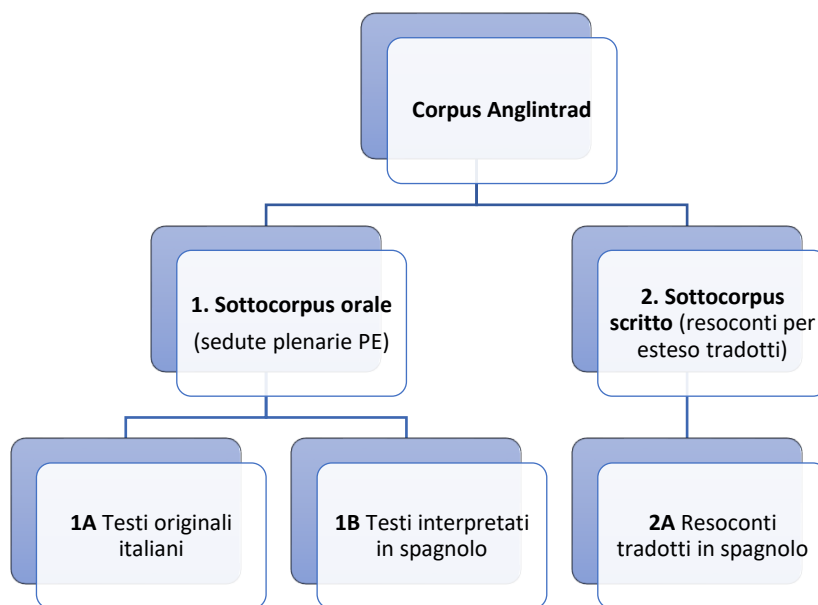 Corpus Anglintrad
1. Sottocorpus orale
(sedute plenarie PE)
2. Sottocorpus
scritto (resoconti per
esteso tradotti)
1A Testi originali
italiani
1B Testi interpretati
in spagnolo
2A Resoconti
tradotti in spagnolo